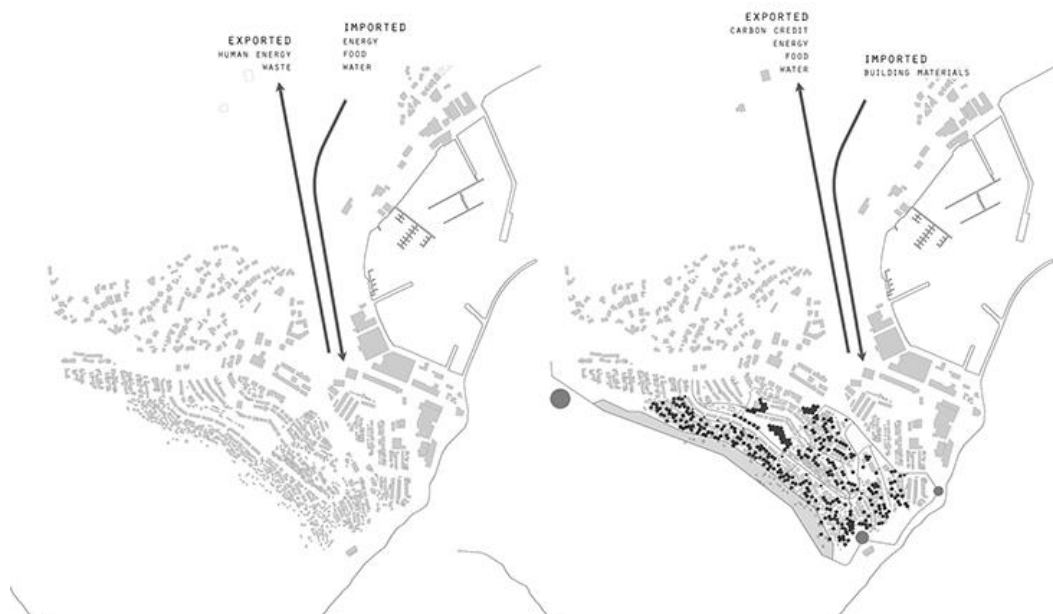 EXPORTED
HUMAN ENERGY
WASTE
IMPORTED
ENERGY
FOOD
WATER
EXPORTED
CARBON CREDIT
ENERGY
FOOD
WATER
IMPORTED
BUILDING MATERIALS